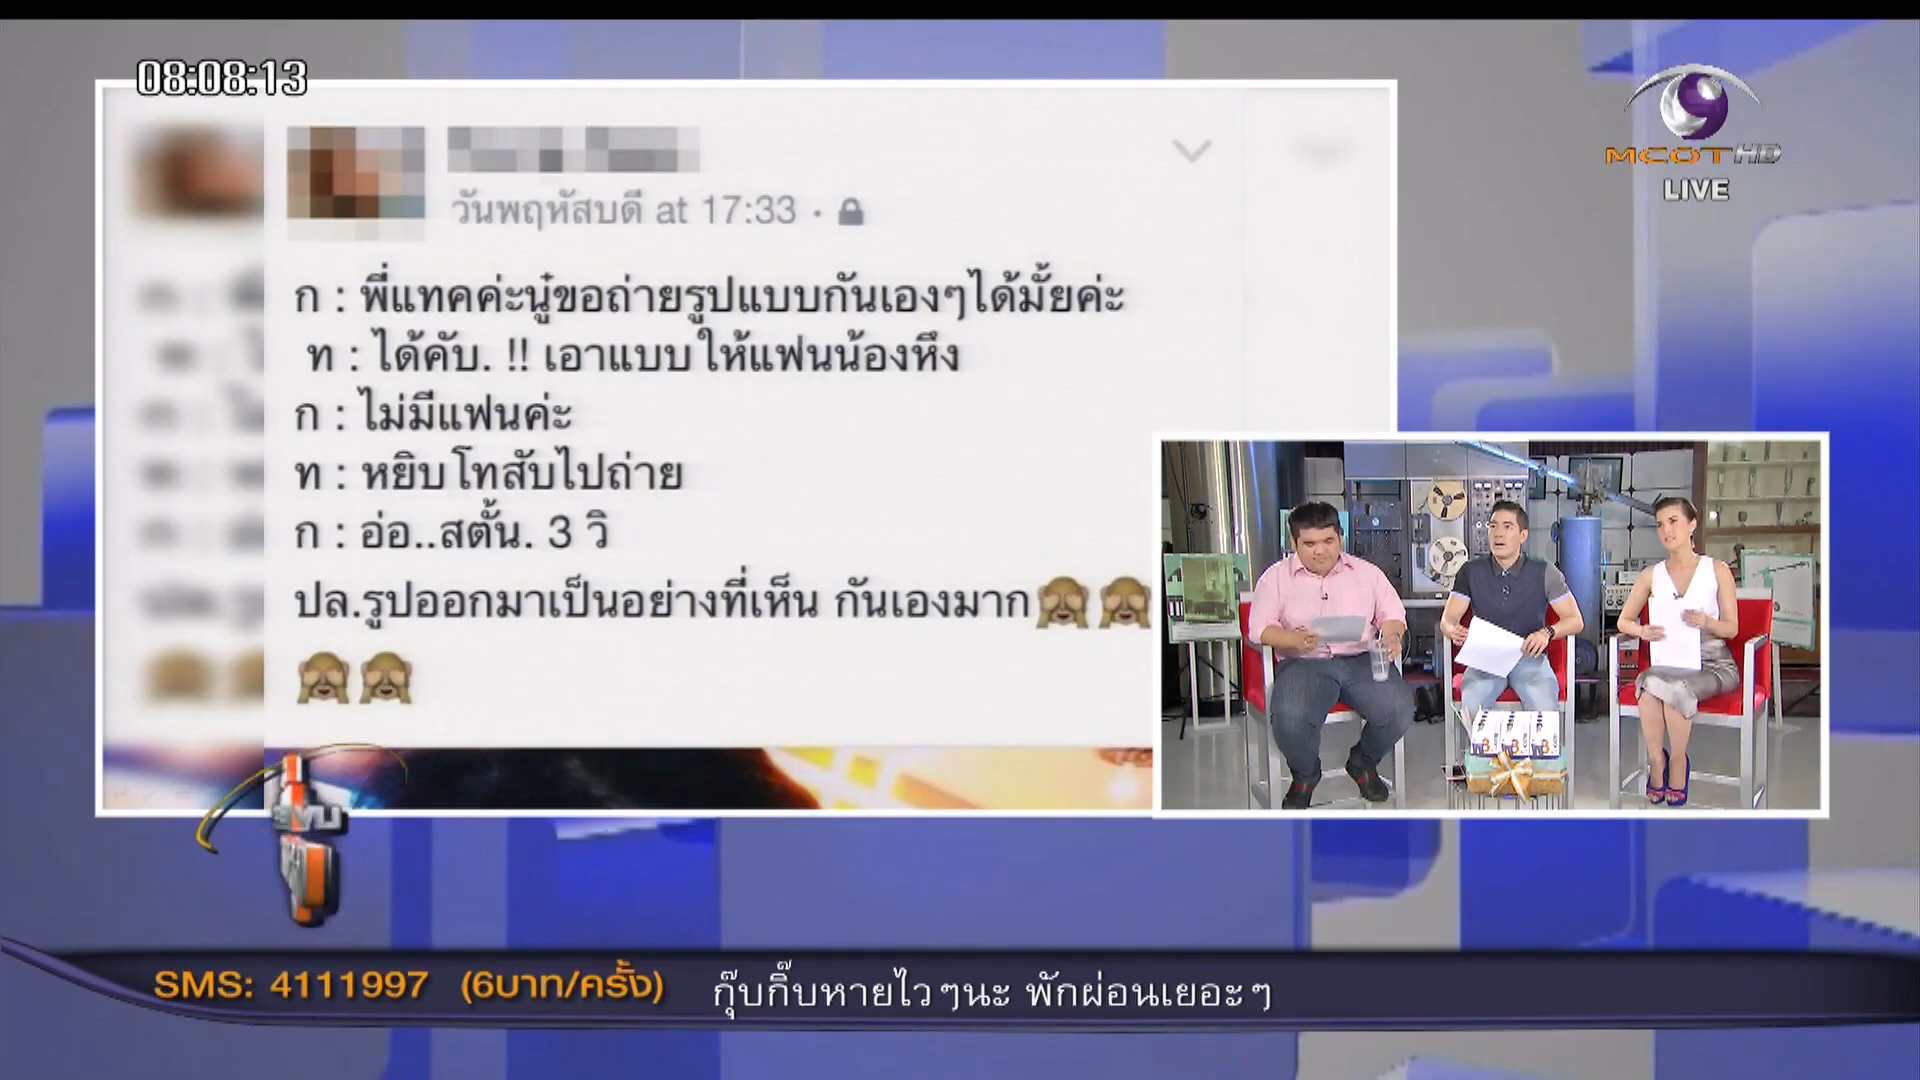 08:08:13
MCOT HD
LIVE
วันพฤหัสบดี at 17:33 ·
ก : พี่แทคค่ะนู๋ขอถ่ายรูปแบบกันเองๆได้มั้ยค่ะ
ท : ได้คับ. !! เอาแบบให้แฟนน้องหึง
ก : ไม่มีแฟนค่ะ
ท : หยิบโทสับไปถ่าย
ก : อ่อ..สตั้น. 3 วิ
ปล.รูปออกมาเป็นอย่างที่เห็น กันเองมาก
SMS: 4111997 (6บาท/ครั้ง) กุ๊บกิ๊บหายไวๆนะ พักผ่อนเยอะๆ